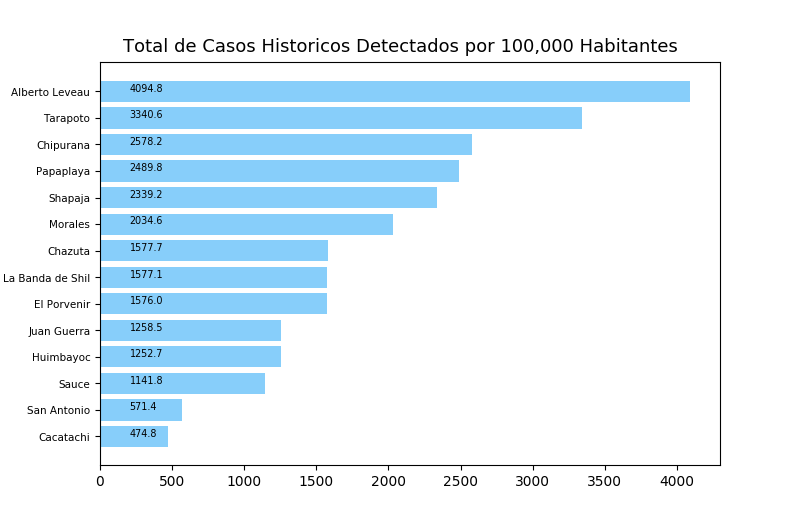 Total de Casos Historicos Detectados por 100,000 Habitantes
Alberto Leveau 4094.8
Tarapoto 3340.6
Chipurana 2578.2
Papaplaya 2489.8
Shapaja 2339.2
Morales 2034.6
Chazuta 1577.7
La Banda de Shil 1577.1
El Porvenir 1576.0
Juan Guerra 1258.5
Huimbayoc 1252.7
Sauce 1141.8
San Antonio 571.4
Cacatachi 474.8
0 500 1000 1500 2000 2500 3000 3500 4000